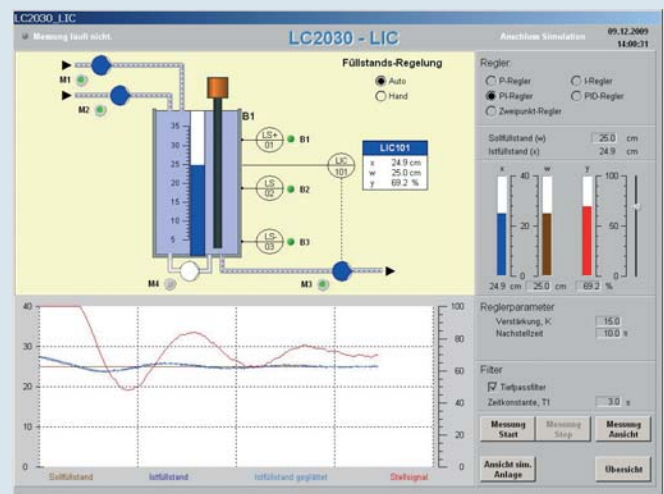 LC2030_LIC
Messung läuft nicht.
LC2030 - LIC
Anschluss Simulation
09.12.2009
14:00:31
Füllstands-Regelung
Auto
Hand
M1
M2
B1
35
30
25
20
15
10
5
LS+
01
B1
LS
02
B2
LS-
03
B3
LIC
101
LIC101
x 24.9 cm
w 25.0 cm
y 69.2 %
M4
M3
Regler:
P-Regler
I-Regler
PI-Regler
PID-Regler
Zweipunkt-Regler
Sollfüllstand (w) 25.0 cm
Istfüllstand (x) 24.9 cm
x w y
40 100
20 50
0 0
24.9 cm 25.0 cm 69.2 %
Reglerparameter
Verstärkung, K 15.0
Nachstellzeit 10.0 s
Filter
Tiefpassfilter
Zeitkonstante, T1 3.0 s
Messung
Start
Messung
Stop
Messung
Ansicht
Ansicht sim.
Anlage
Übersicht
40
30
20
10
0
100
80
60
40
20
0
Sollfüllstand
Istfüllstand
Istfüllstand geglättet
Stellsignal